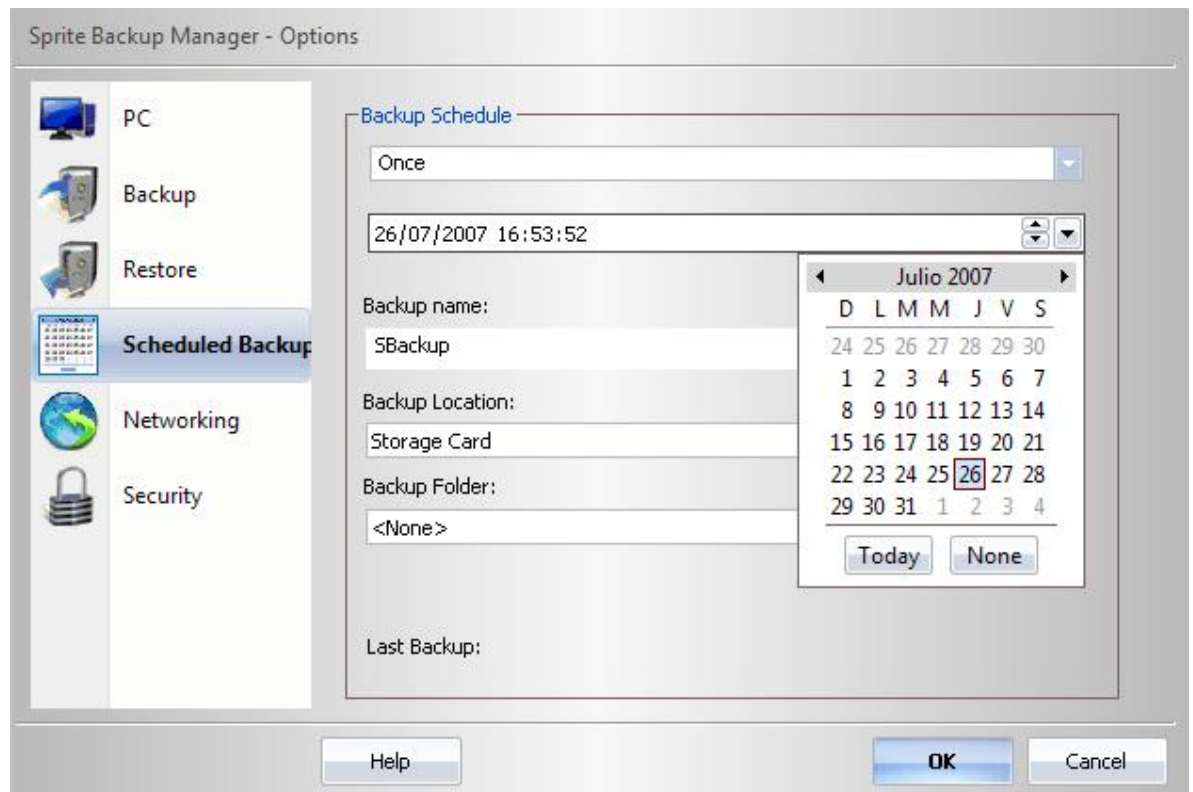 Sprite Backup Manager - Options
PC
Backup
Restore
Scheduled Backup
Networking
Security
Backup Schedule
Once
26/07/2007 16:53:52
Backup name:
SBackup
Backup Location:
Storage Card
Backup Folder:
<None>
Last Backup:
Julio 2007
D L M M J V S
24 25 26 27 28 29 30
1 2 3 4 5 6 7
8 9 10 11 12 13 14
15 16 17 18 19 20 21
22 23 24 25 26 27 28
29 30 31 1 2 3 4
Today None
Help OK Cancel